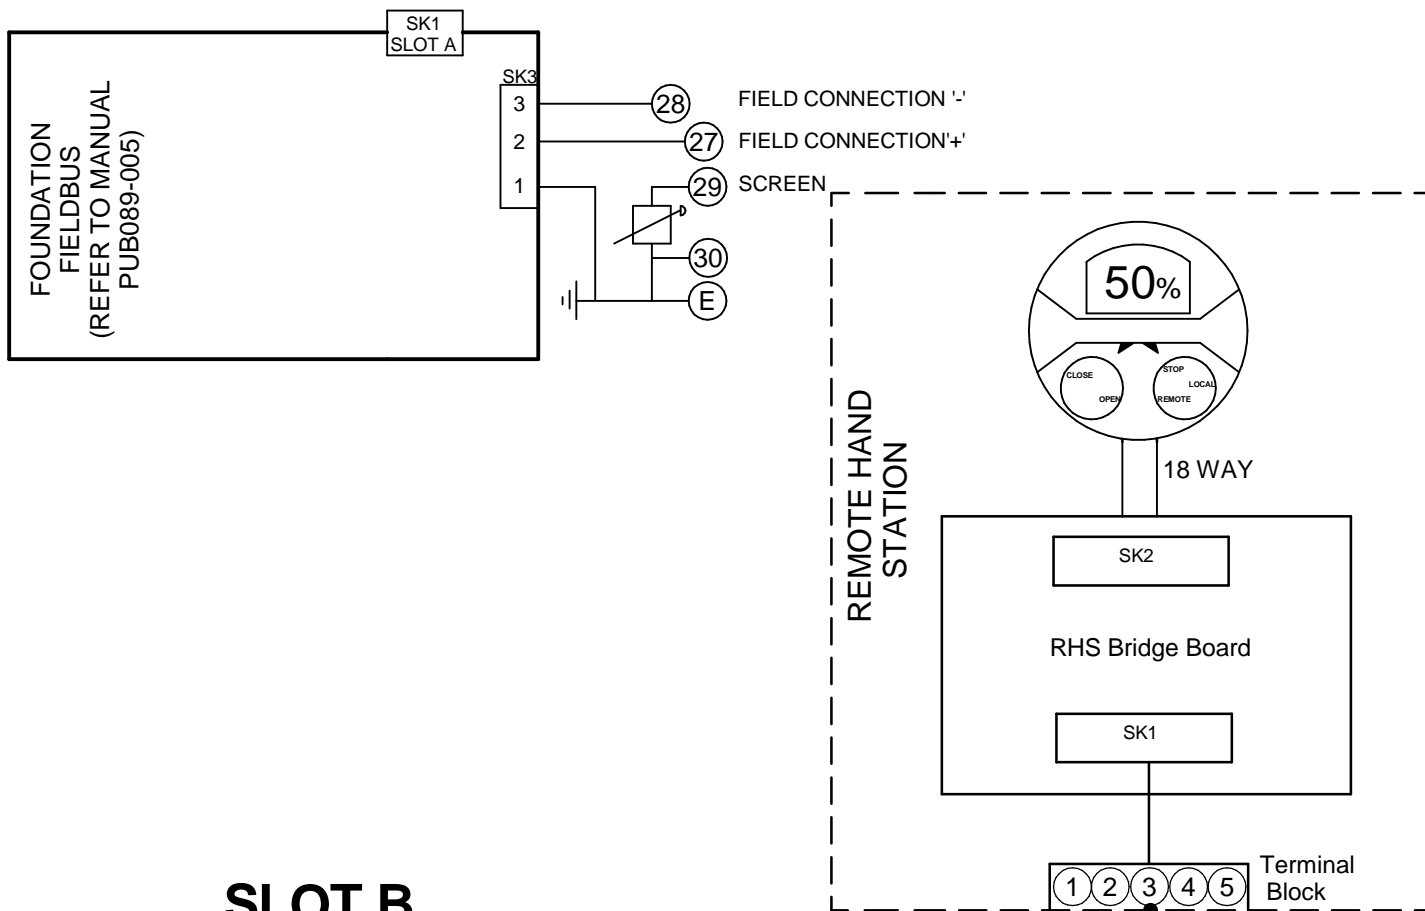 SK1
SLOT A
FOUNDATION
FIELDBUS
(REFER TO MANUAL
PUB089-005)
SK3
3
28
FIELD CONNECTION '-'
2
27
FIELD CONNECTION'+'
1
29
SCREEN
30
E
50%
CLOSE
OPEN
STOP
LOCAL
REMOTE
REMOTE HAND
STATION
18 WAY
SK2
RHS Bridge Board
SK1
1 2 3 4 5
Terminal
Block
SLOT B